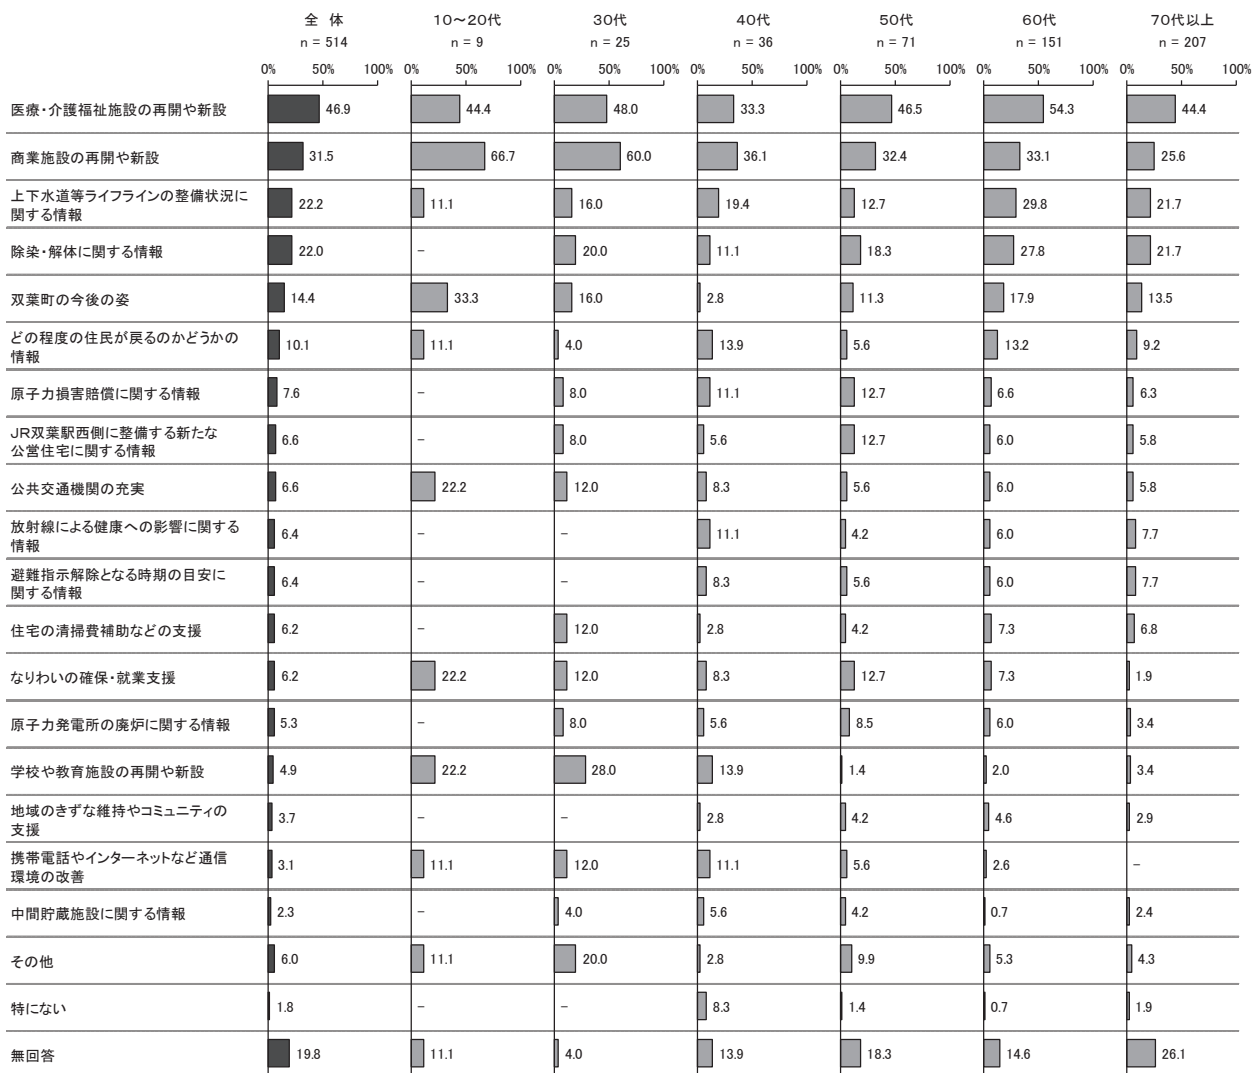 全 体 10～20代 30代 40代 50代 60代 70代以上
n = 514 n = 9 n = 25 n = 36 n = 71 n = 151 n = 207
0% 50% 100% 0% 50% 100% 0% 50% 100% 0% 50% 100% 0% 50% 100% 0% 50% 100% 0% 50% 100%
医療・介護福祉施設の再開や新設 46.9 44.4 48.0 33.3 46.5 54.3 44.4
商業施設の再開や新設 31.5 66.7 60.0 36.1 32.4 33.1 25.6
上下水道等ライフラインの整備状況に
関する情報 22.2 11.1 16.0 19.4 12.7 29.8 21.7
除染・解体に関する情報 22.0 – 20.0 11.1 18.3 27.8 21.7
双葉町の今後の姿 14.4 33.3 16.0 2.8 11.3 17.9 13.5
どの程度の住民が戻るのかどうかの
情報 10.1 11.1 4.0 13.9 5.6 13.2 9.2
原子力損害賠償に関する情報 7.6 – 8.0 11.1 12.7 6.6 6.3
JR双葉駅西側に整備する新たな
公営住宅に関する情報 6.6 – 8.0 5.6 12.7 6.0 5.8
公共交通機関の充実 6.6 22.2 12.0 8.3 5.6 6.0 5.8
放射線による健康への影響に関する
情報 6.4 – – 11.1 4.2 6.0 7.7
避難指示解除となる時期の目安に
関する情報 6.4 – – 8.3 5.6 6.0 7.7
住宅の清掃費補助などの支援 6.2 – 12.0 2.8 4.2 7.3 6.8
なりわいの確保・就業支援 6.2 22.2 12.0 8.3 12.7 7.3 1.9
原子力発電所の廃炉に関する情報 5.3 – 8.0 5.6 8.5 6.0 3.4
学校や教育施設の再開や新設 4.9 22.2 28.0 13.9 1.4 2.0 3.4
地域のきずな維持やコミュニティの
支援 3.7 – – 2.8 4.2 4.6 2.9
携帯電話やインターネットなど通信
環境の改善 3.1 11.1 12.0 11.1 5.6 2.6 –
中間貯蔵施設に関する情報 2.3 – 4.0 5.6 4.2 0.7 2.4
その他 6.0 11.1 20.0 2.8 9.9 5.3 4.3
特にない 1.8 – – 8.3 1.4 0.7 1.9
無回答 19.8 11.1 4.0 13.9 18.3 14.6 26.1